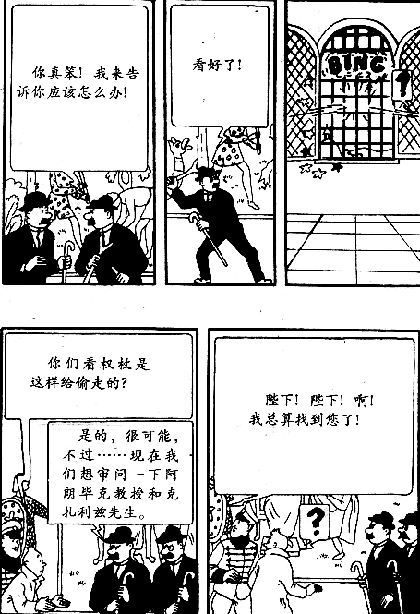 你真笨！我来告
诉你应该怎么办！
看好了！
BING
?
你们看权杖是
这样给偷走的？
是的，很可能，
不过……现在我
们想审问一下阿
朗毕克教授和克
扎利兹先生。
陛下！陛下！啊！
我总算找到您了！
?